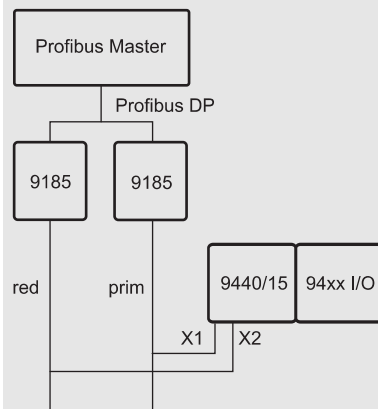 Profibus Master
Profibus DP
9185 9185
red prim 9440/15 94xx I/O
X1 X2